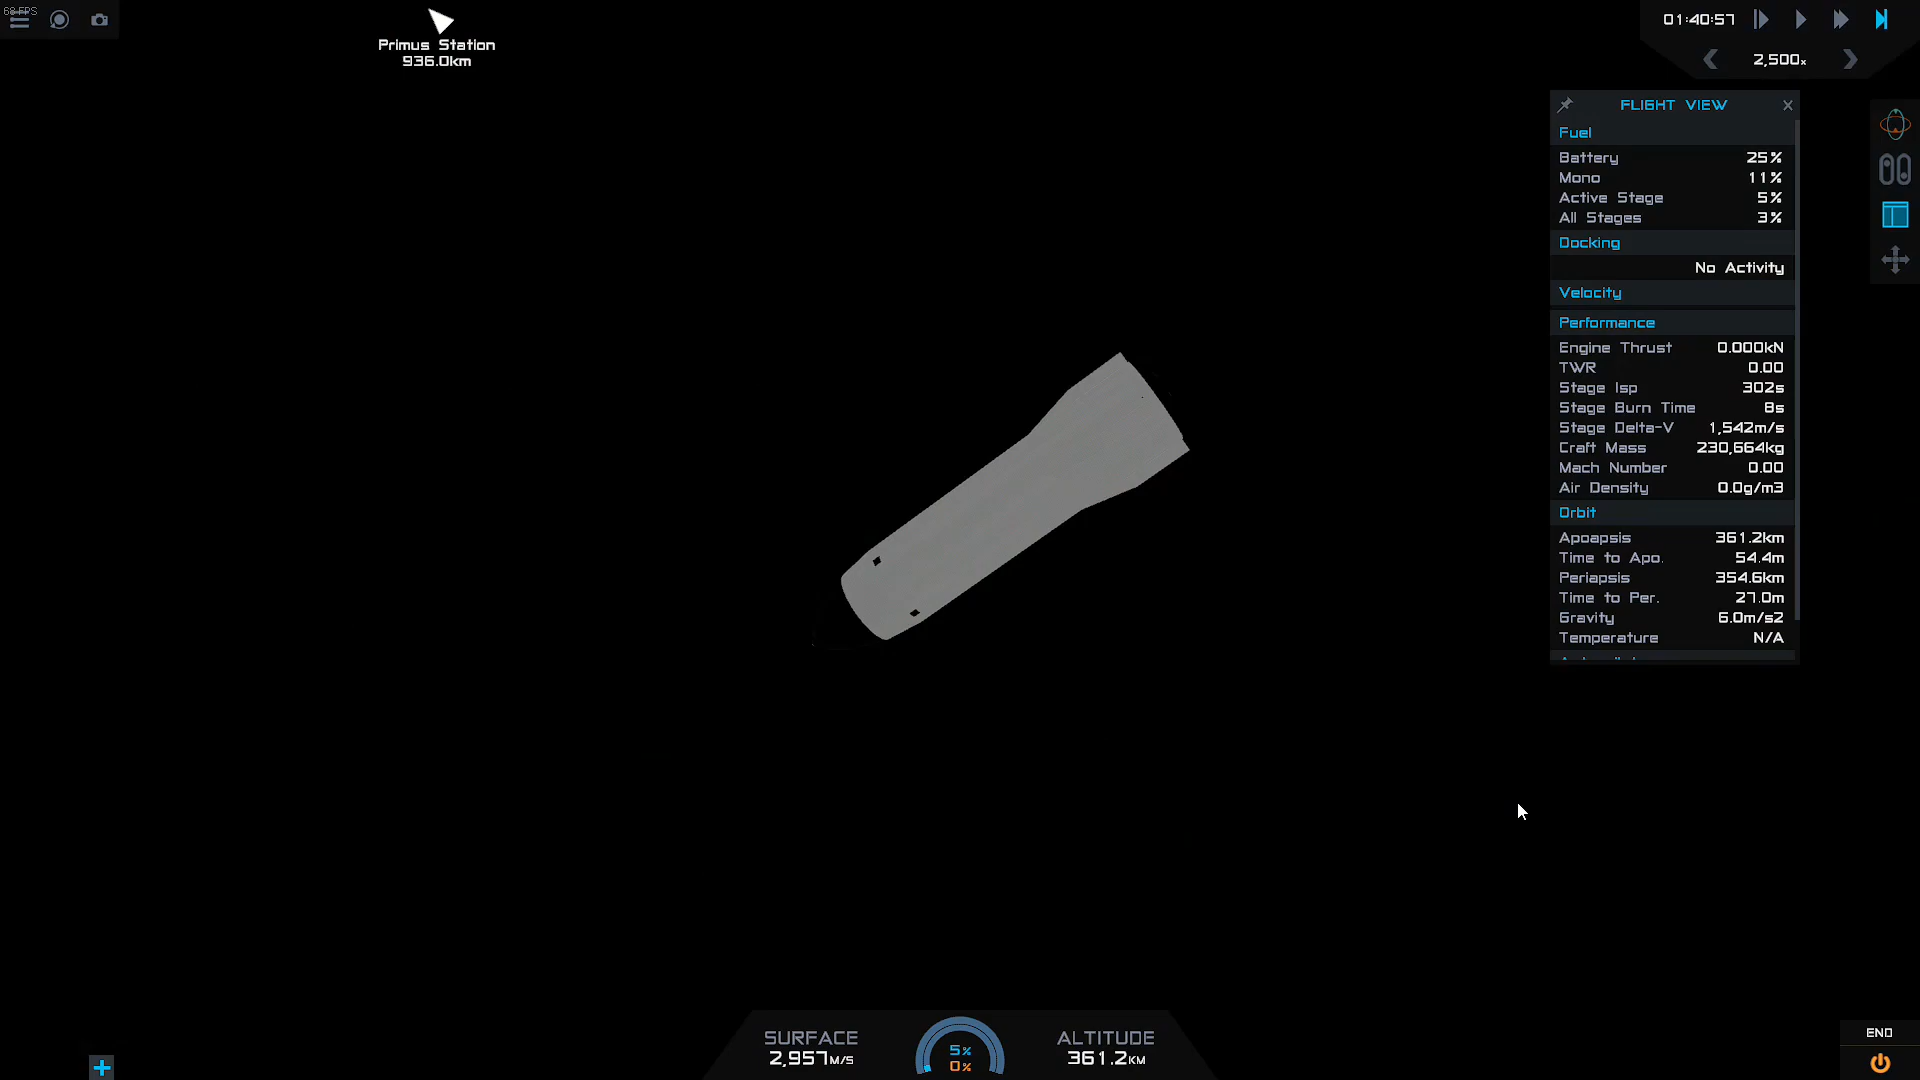 68 FPS
Primus Station
936.0km
01:40:57
2,500x
FLIGHT VIEW
Fuel
Battery 25%
Mono 11%
Active Stage 5%
All Stages 3%
Docking
No Activity
Velocity
Performance
Engine Thrust 0.000kN
TWR 0.00
Stage Isp 302s
Stage Burn Time 8s
Stage Delta-V 1,542m/s
Craft Mass 230,664kg
Mach Number 0.00
Air Density 0.0g/m3
Orbit
Apoapsis 361.2km
Time to Apo. 54.4m
Periapsis 354.6km
Time to Per. 27.0m
Gravity 6.0m/s2
Temperature N/A
SURFACE
2,957M/S
5%
0%
ALTITUDE
361.2KM
END